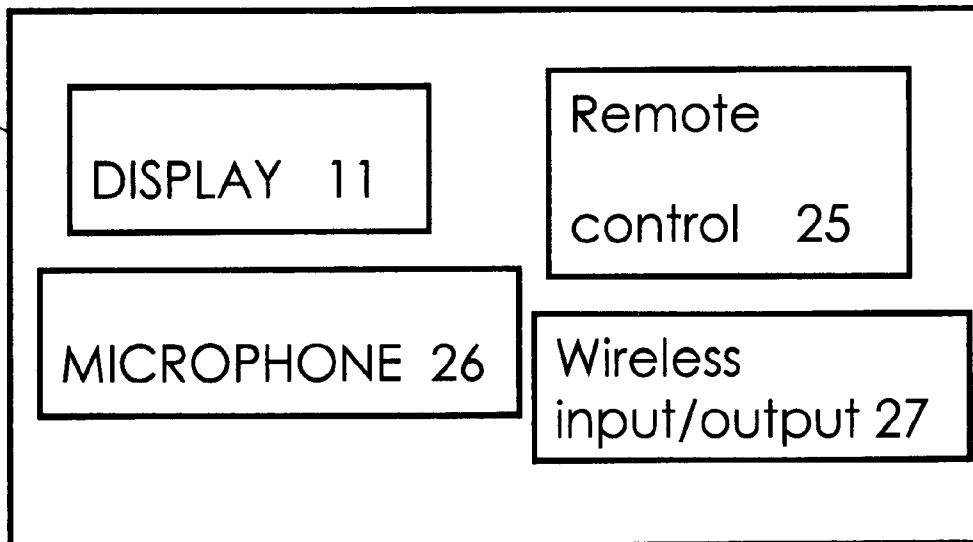 DISPLAY 11
Remote
control 25
MICROPHONE 26
Wireless
input/output 27